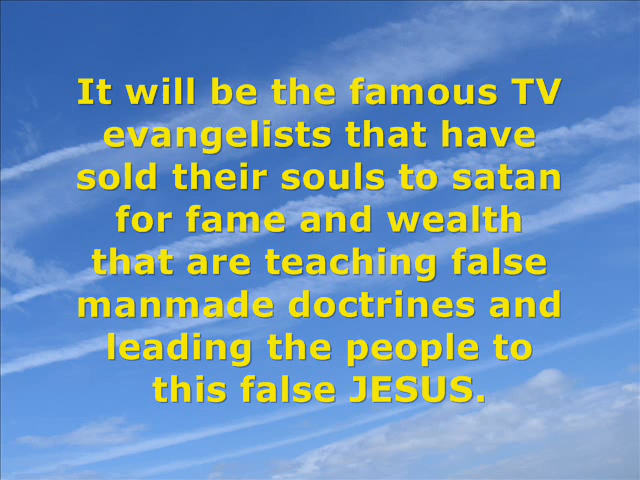 It will be the famous TV
evangelists that have
sold their souls to satan
for fame and wealth
that are teaching false
manmade doctrines and
leading the people to
this false JESUS.